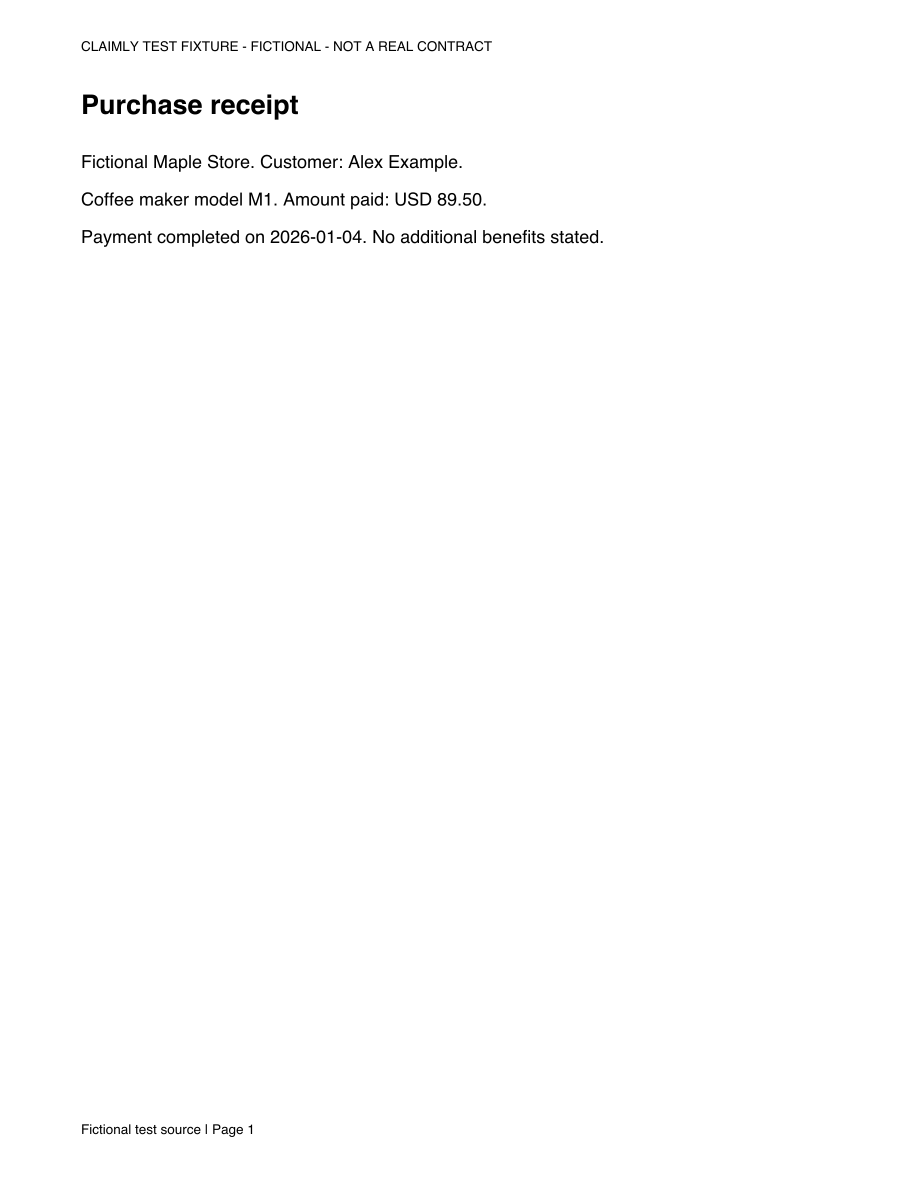 CLAIMLY TEST FIXTURE - FICTIONAL - NOT A REAL CONTRACT
Purchase receipt
Fictional Maple Store. Customer: Alex Example.
Coffee maker model M1. Amount paid: USD 89.50.
Payment completed on 2026-01-04. No additional benefits stated.
Fictional test source | Page 1